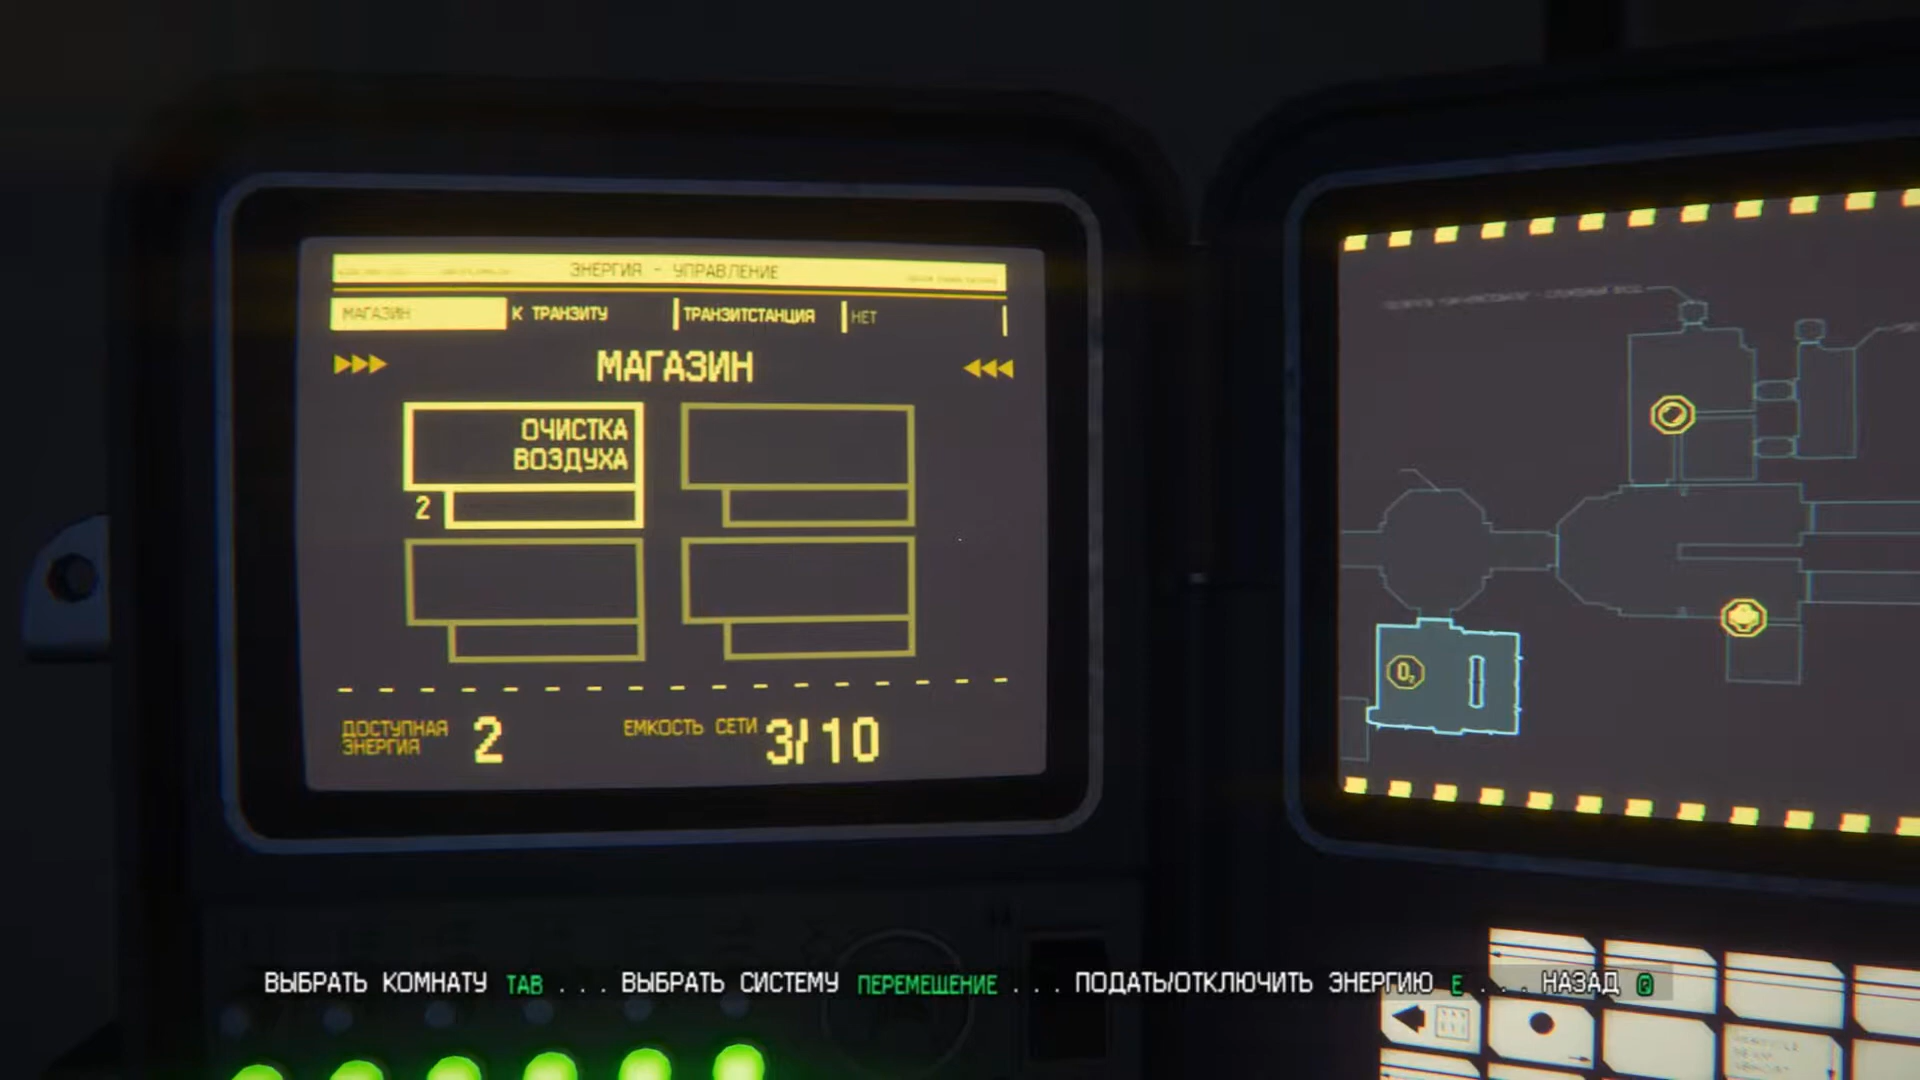 ЭНЕРГИЯ - УПРАВЛЕНИЕ
МАГАЗИН
К ТРАНЗИТУ
ТРАНЗИТСТАНЦИЯ
НЕТ
МАГАЗИН
ОЧИСТКА
ВОЗДУХА
2
ДОСТУПНАЯ
ЭНЕРГИЯ
2
ЕМКОСТЬ СЕТИ 3/10
O₂
ВЫБРАТЬ КОМНАТУ TAB ... ВЫБРАТЬ СИСТЕМУ ПЕРЕМЕЩЕНИЕ ... ПОДАТЬ/ОТКЛЮЧИТЬ ЭНЕРГИЮ E ... НАЗАД Q